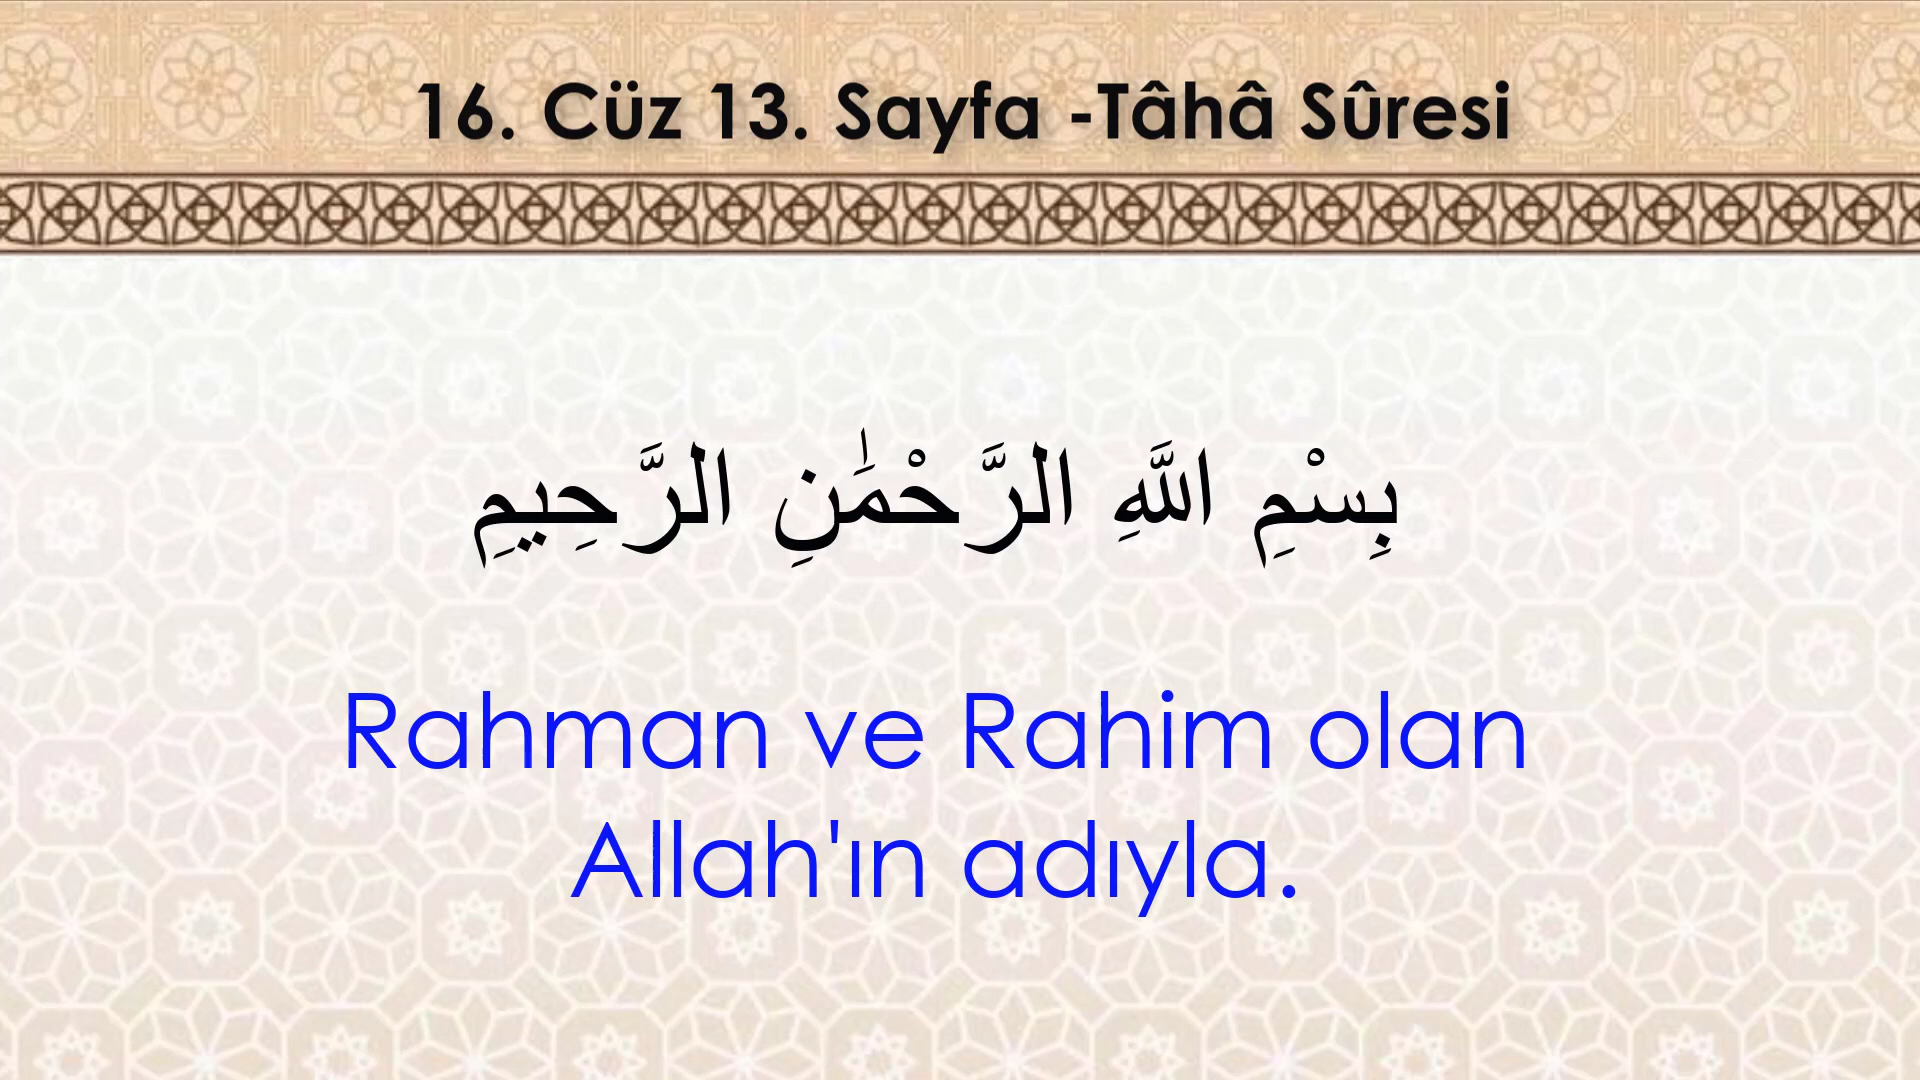 16. Cüz 13. Sayfa -Tâhâ Sûresi
بِسْمِ اللَّهِ الرَّحْمَٰنِ الرَّحِيمِ
Rahman ve Rahim olan
Allah'ın adıyla.